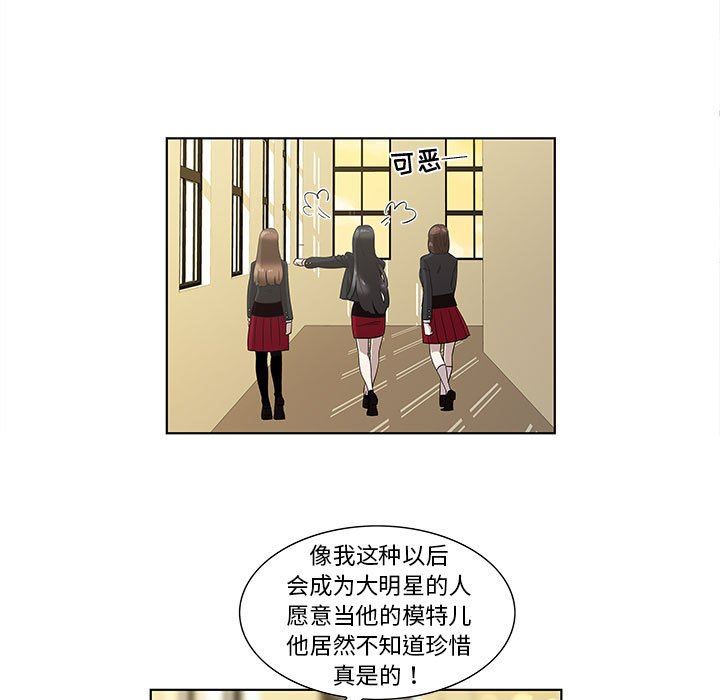 可恶—
像我这种以后
会成为大明星的人
愿意当他的模特儿
他居然不知道珍惜
真是的！